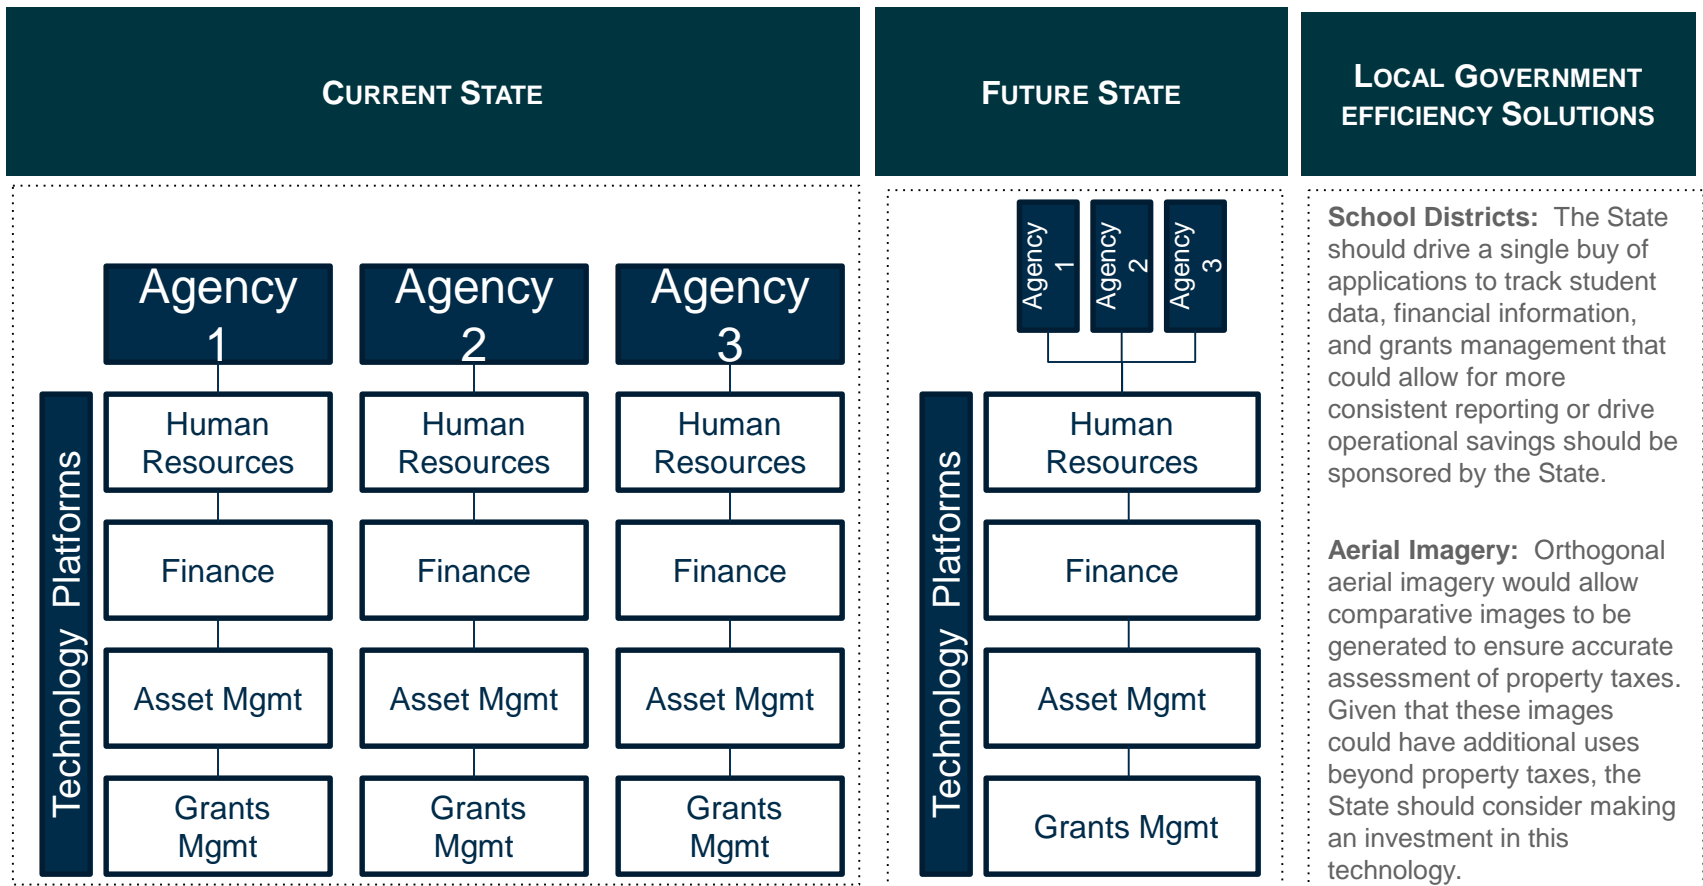 CURRENT STATE
FUTURE STATE
LOCAL GOVERNMENT
EFFICIENCY SOLUTIONS
Agency
1
Agency
2
Agency
3
Technology Platforms
Human
Resources
Human
Resources
Human
Resources
Finance
Finance
Finance
Asset Mgmt
Asset Mgmt
Asset Mgmt
Grants
Mgmt
Grants
Mgmt
Grants
Mgmt
Agency
1
Agency
2
Agency
3
Technology Platforms
Human
Resources
Finance
Asset Mgmt
Grants Mgmt
School Districts: The State
should drive a single buy of
applications to track student
data, financial information,
and grants management that
could allow for more
consistent reporting or drive
operational savings should be
sponsored by the State.
Aerial Imagery: Orthogonal
aerial imagery would allow
comparative images to be
generated to ensure accurate
assessment of property taxes.
Given that these images
could have additional uses
beyond property taxes, the
State should consider making
an investment in this
technology.